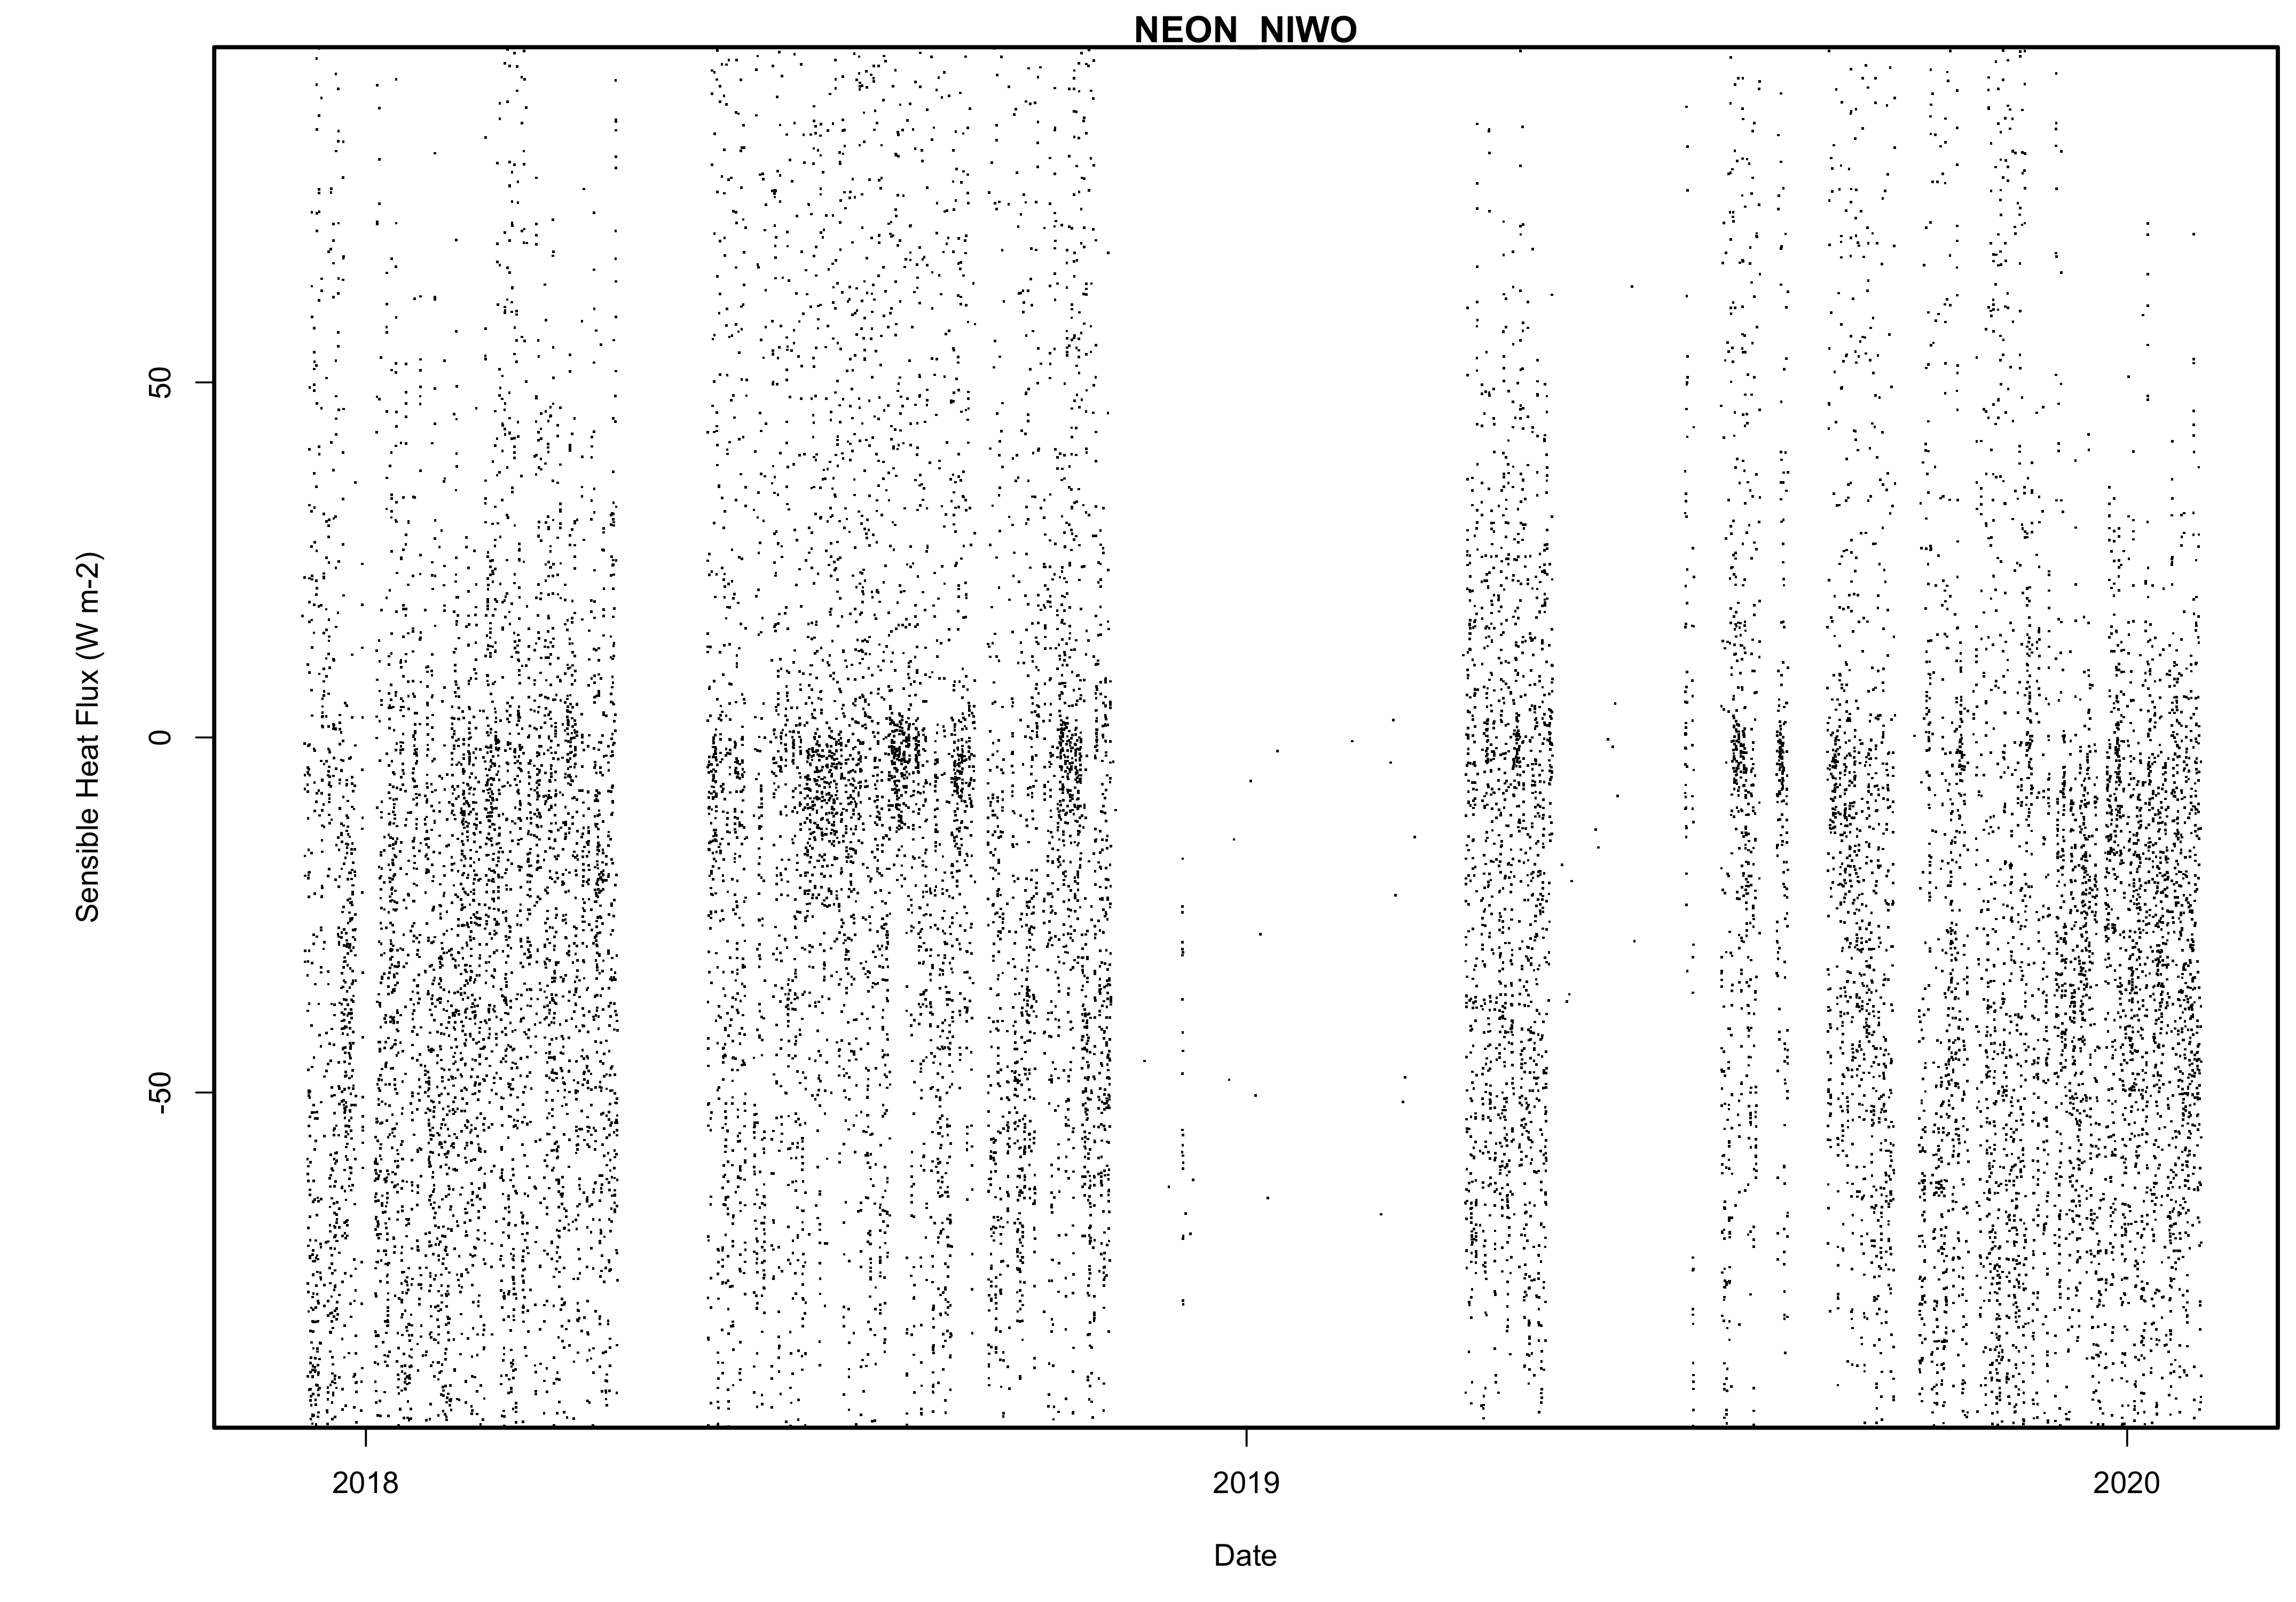 NEON_NIWO
Sensible Heat Flux (W m-2)
50
0
-50
2018
2019
2020
Date